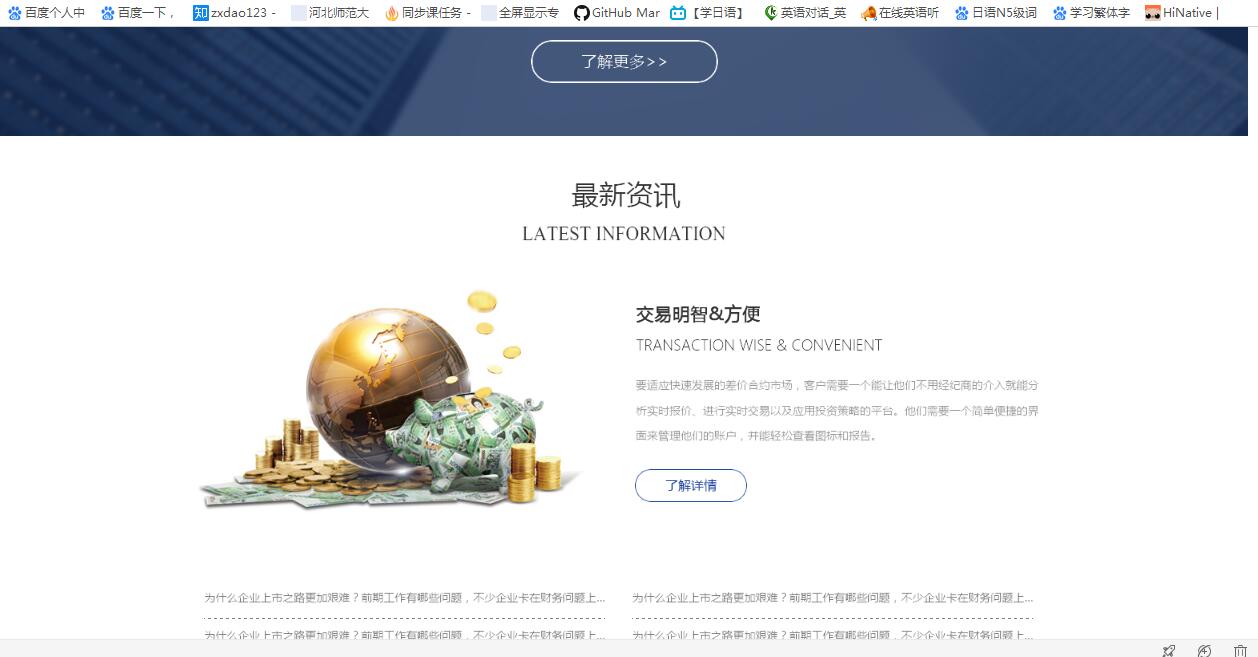 百度个人中
百度一下，
知 zxdao123 -
河北师范大
同步课任务 -
全屏显示专
GitHub Mar
【学日语】
英语对话_英
在线英语听
日语N5级词
学习繁体字
HiNative |
了解更多>>
最新资讯
LATEST INFORMATION
交易明智&方便
TRANSACTION WISE & CONVENIENT
要适应快速发展的差价合约市场，客户需要一个能让他们不用经纪商的介入就能分
析实时报价、进行实时交易以及应用投资策略的平台。他们需要一个简单便捷的界
面来管理他们的账户，并能轻松查看图标和报告。
了解详情
为什么企业上市之路更加艰难？前期工作有哪些问题，不少企业卡在财务问题上...
为什么企业上市之路更加艰难？前期工作有哪些问题，不少企业卡在财务问题上...
为什么企业上市之路更加艰难？前期工作有哪些问题，不少企业卡在财务问题上...
为什么企业上市之路更加艰难？前期工作有哪些问题，不少企业卡在财务问题上...